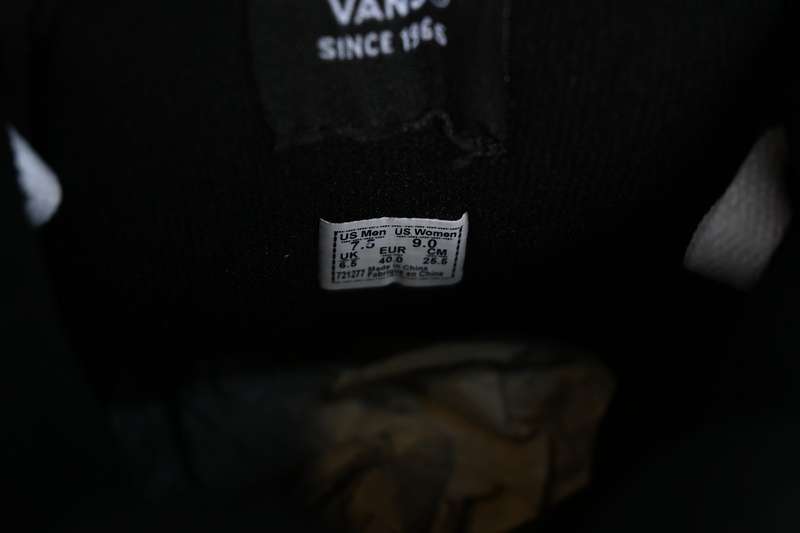 VANS
SINCE 1966
US Men US Women
7.5 9.0
UK EUR CM
6.5 40.0 25.5
721277 Made in China
Fabriqué en China